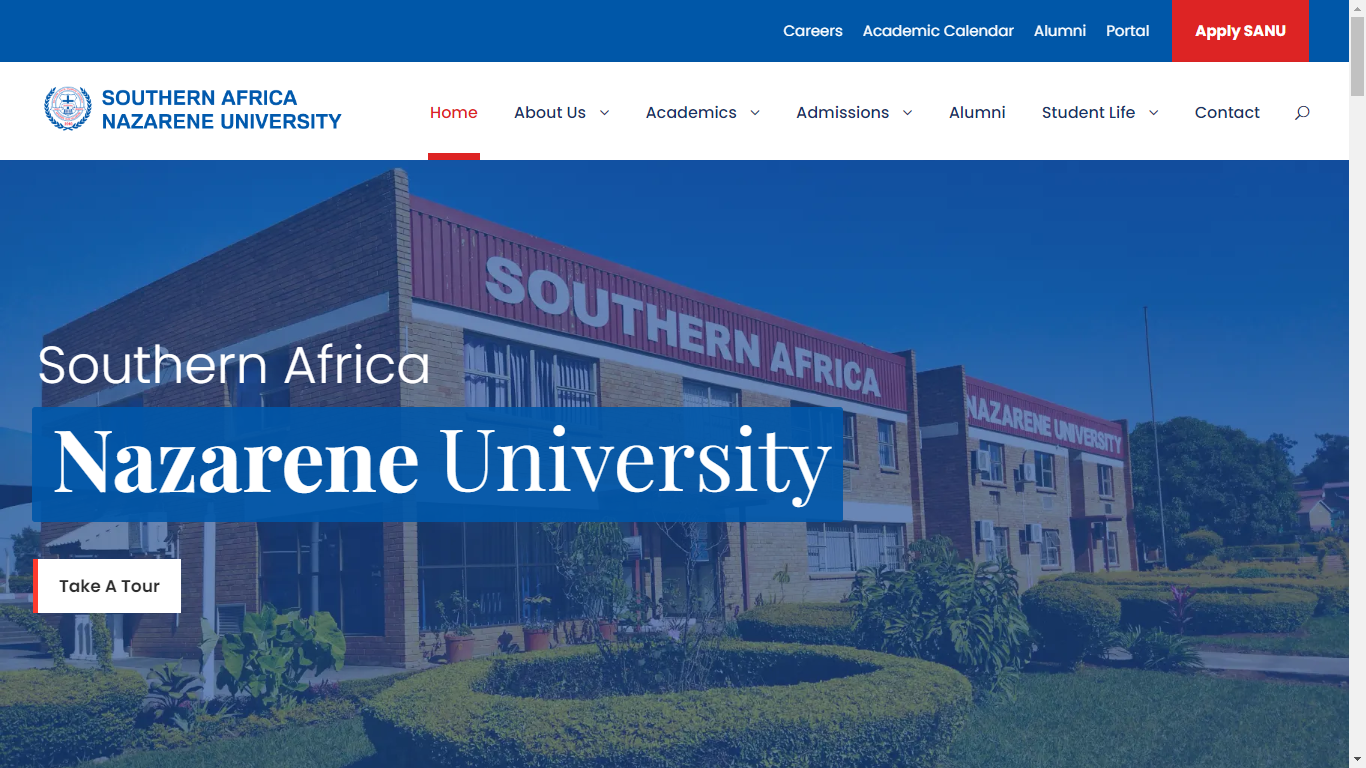 Careers Academic Calendar Alumni Portal Apply SANU
SOUTHERN AFRICA
NAZARENE UNIVERSITY
Home About Us Academics Admissions Alumni Student Life Contact
SOUTHERN AFRICA
NAZARENE UNIVERSITY
Southern Africa
Nazarene University
Take A Tour